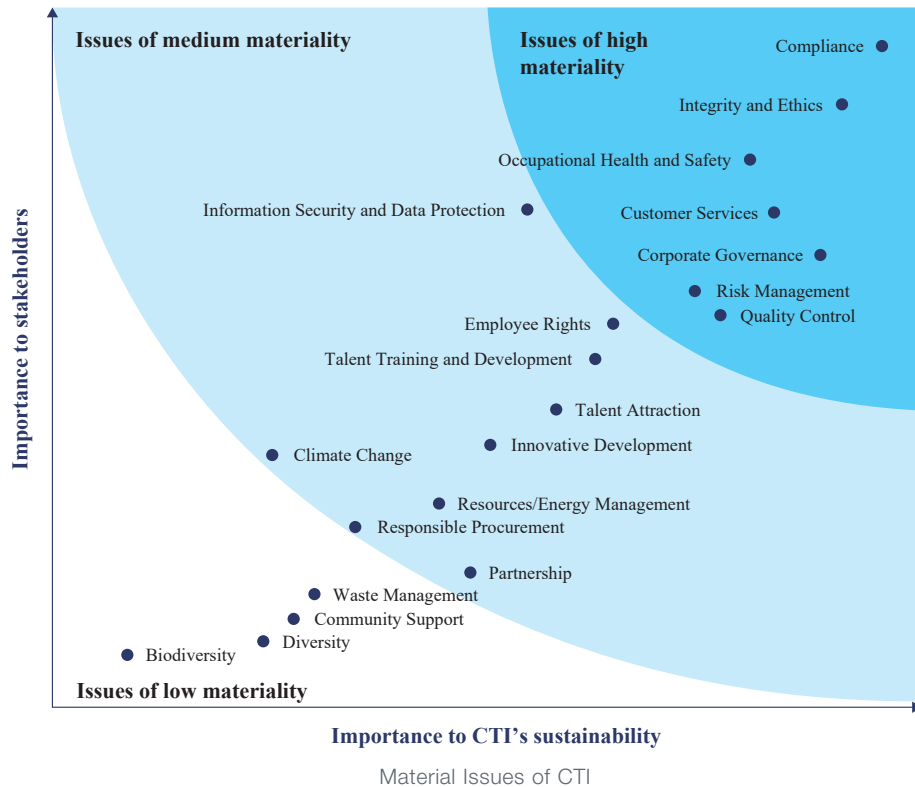 Issues of medium materiality
Issues of high
materiality
Compliance
Integrity and Ethics
Occupational Health and Safety
Information Security and Data Protection
Customer Services
Corporate Governance
Risk Management
Quality Control
Employee Rights
Talent Training and Development
Talent Attraction
Innovative Development
Climate Change
Resources/Energy Management
Responsible Procurement
Partnership
Waste Management
Community Support
Diversity
Biodiversity
Issues of low materiality
Importance to stakeholders
Importance to CTI's sustainability
Material Issues of CTI